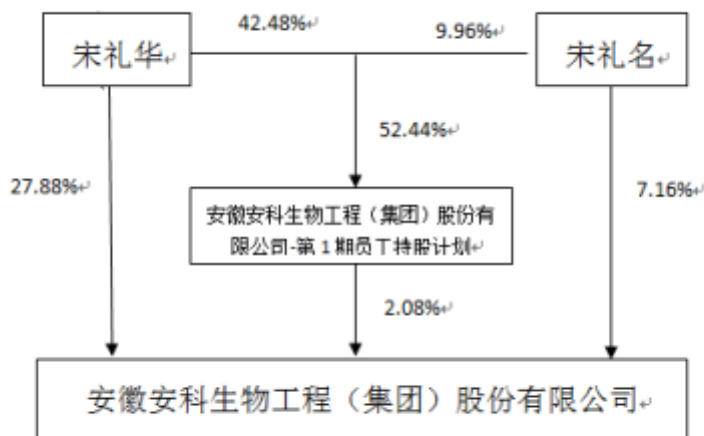 42.48%
9.96%
宋礼华
宋礼名
52.44%
27.88%
7.16%
安徽安科生物工程（集团）股份有
限公司-第1期员工持股计划
2.08%
安徽安科生物工程（集团）股份有限公司